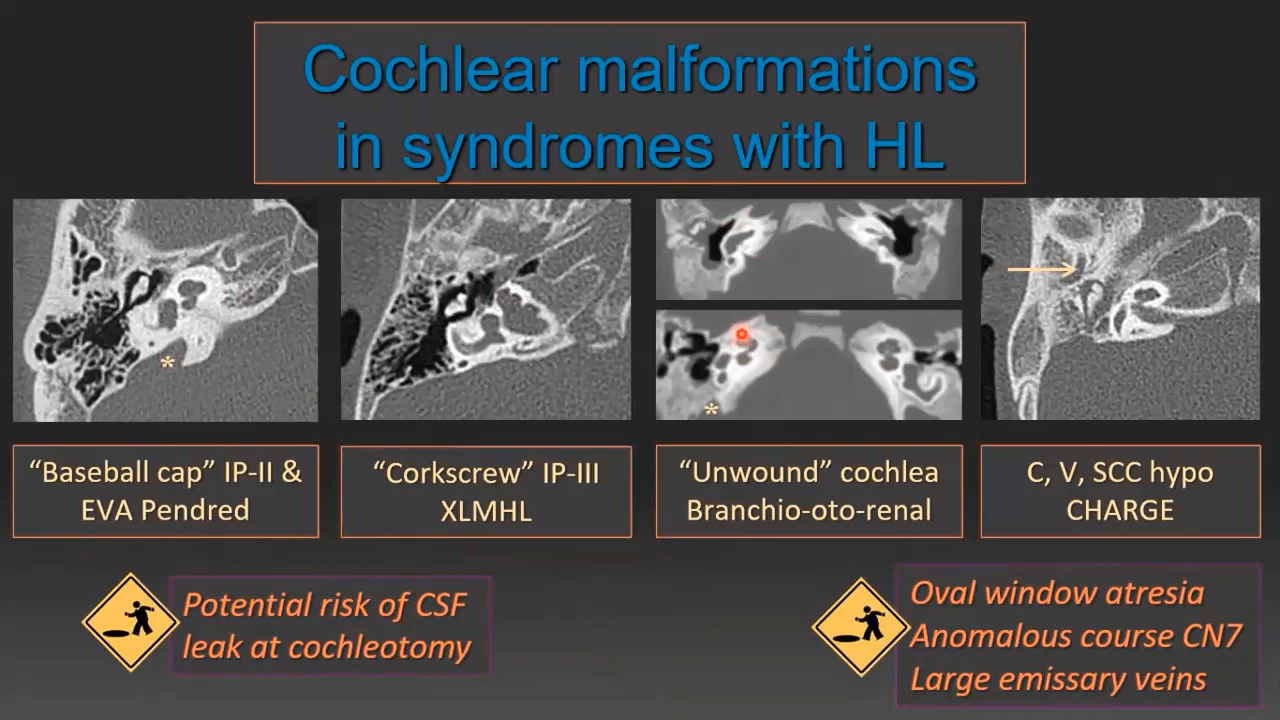 Cochlear malformations
in syndromes with HL
*
*
“Baseball cap” IP-II &
EVA Pendred
“Corkscrew” IP-III
XLMHL
“Unwound” cochlea
Branchio-oto-renal
C, V, SCC hypo
CHARGE
Potential risk of CSF
leak at cochleotomy
Oval window atresia
Anomalous course CN7
Large emissary veins